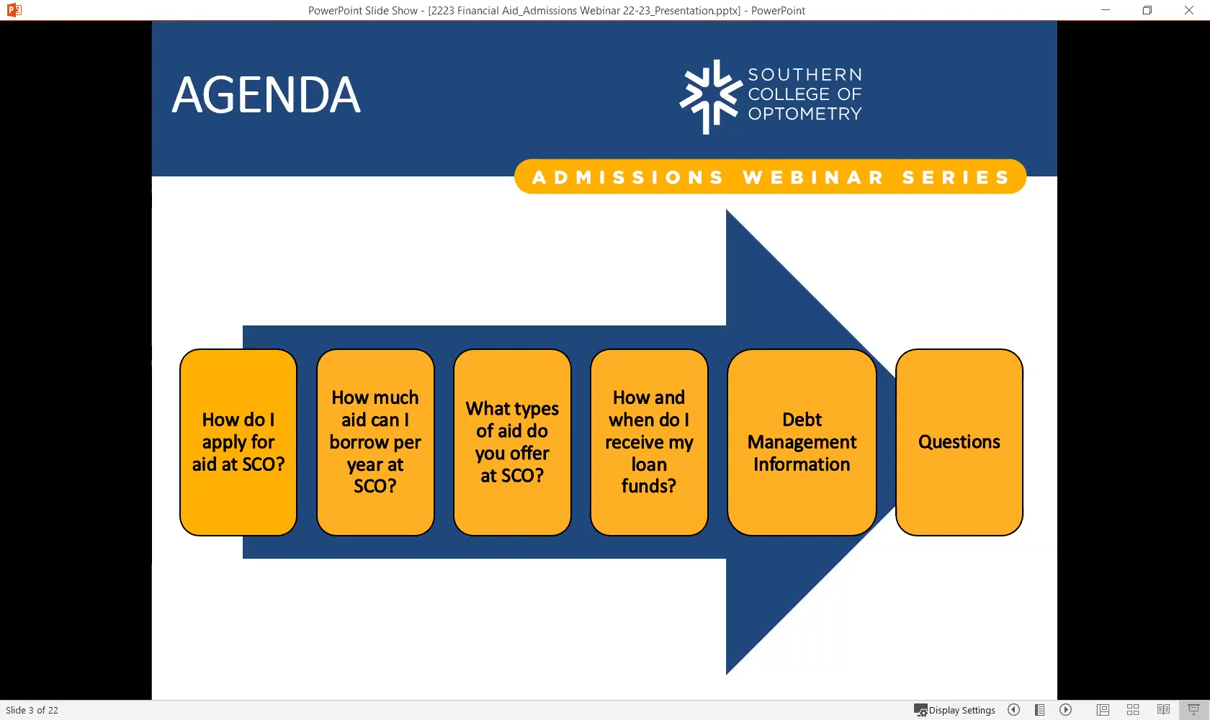 PowerPoint Slide Show - [2223 Financial Aid_Admissions Webinar 22-23_Presentation.pptx] - PowerPoint
AGENDA
SOUTHERN
COLLEGE OF
OPTOMETRY
ADMISSIONS WEBINAR SERIES
How do I
apply for
aid at SCO?
How much
aid can I
borrow per
year at
SCO?
What types
of aid do
you offer
at SCO?
How and
when do I
receive my
loan
funds?
Debt
Management
Information
Questions
Slide 3 of 22
Display Settings